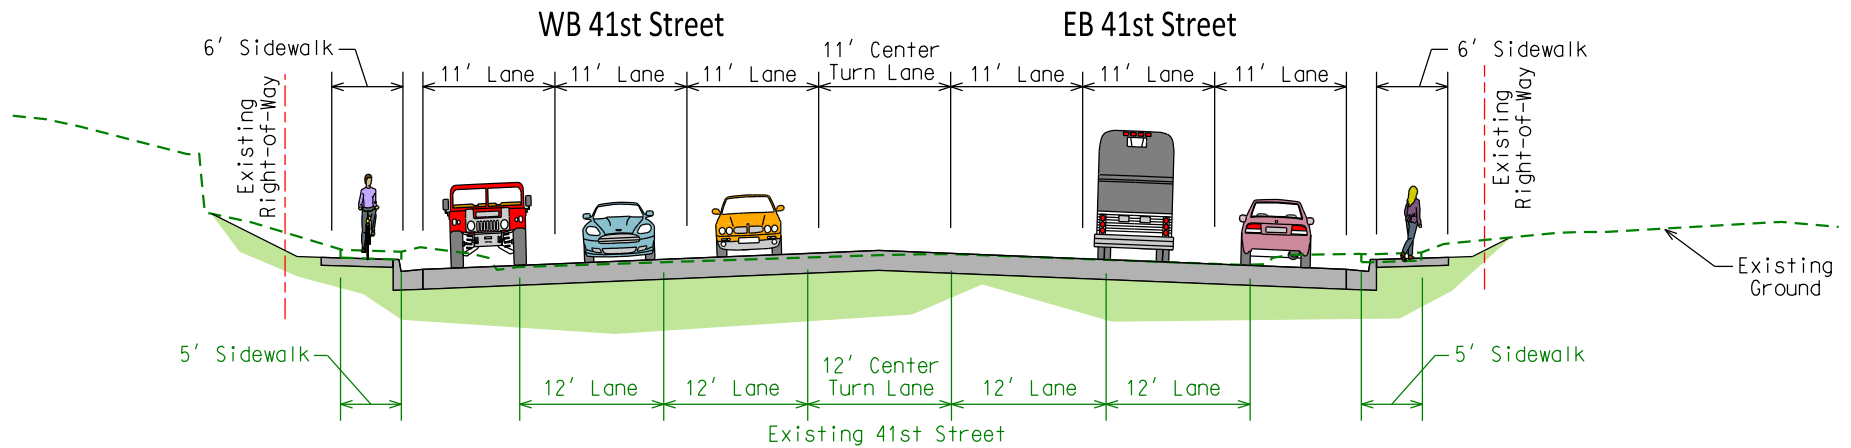 WB 41st Street
EB 41st Street
6' Sidewalk
11' Lane
11' Lane
11' Lane
11' Center
Turn Lane
11' Lane
11' Lane
11' Lane
6' Sidewalk
Existing
Right-of-Way
Existing
Right-of-Way
Existing
Ground
5' Sidewalk
12' Lane
12' Lane
12' Center
Turn Lane
12' Lane
12' Lane
5' Sidewalk
Existing 41st Street